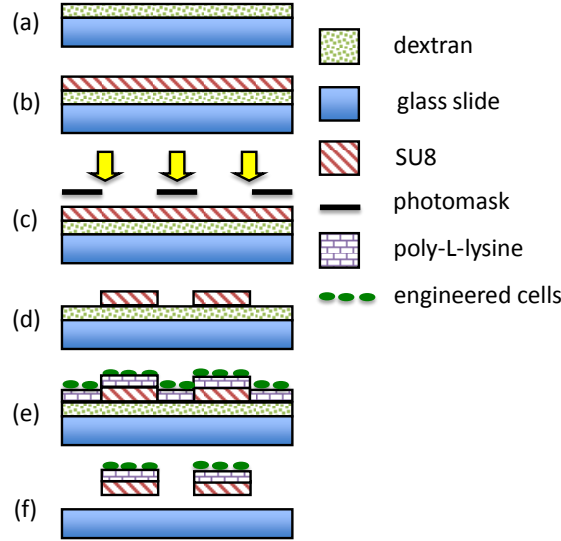 (a)
(b)
(c)
(d)
(e)
(f)
dextran
glass slide
SU8
photomask
poly-L-lysine
engineered cells